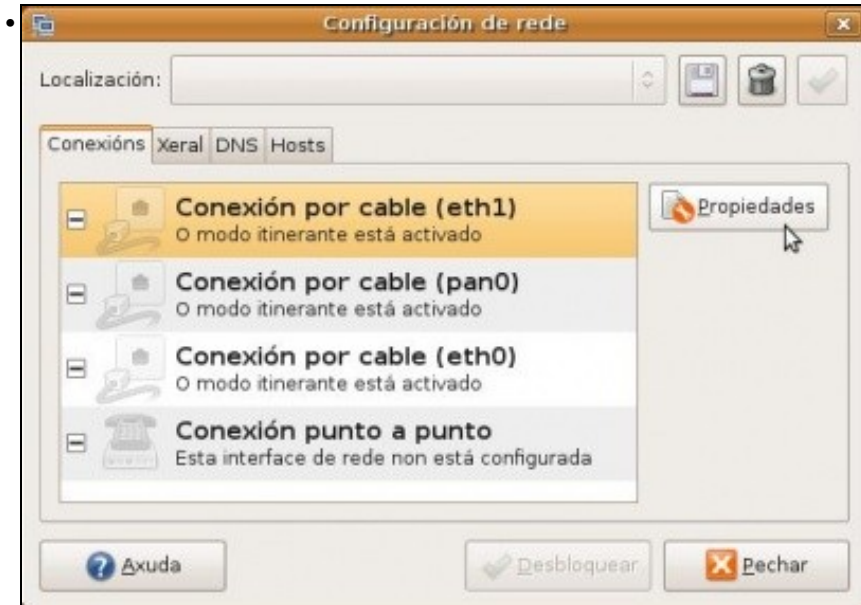 Configuración de rede
Localización:
Conexións Xeral DNS Hosts
Conexión por cable (eth1)
O modo itinerante está activado
Propiedades
Conexión por cable (pan0)
O modo itinerante está activado
Conexión por cable (eth0)
O modo itinerante está activado
Conexión punto a punto
Esta interface de rede non está configurada
Axuda
Desbloquear
Pechar